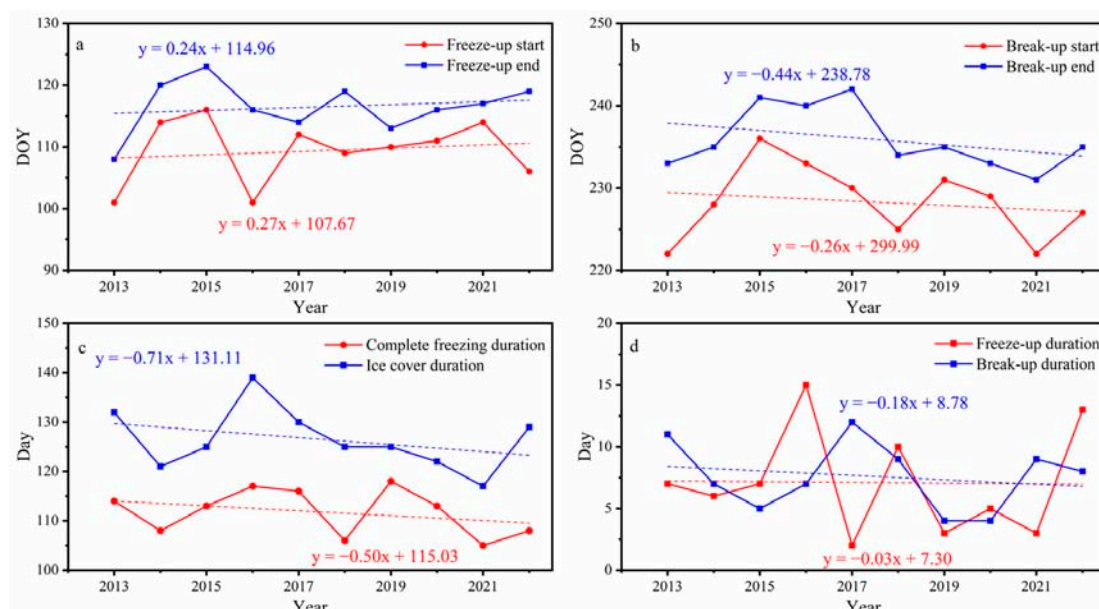 a
y = 0.24x + 114.96
Freeze-up start
Freeze-up end
130
120
110
100
90
DOY
y = 0.27x + 107.67
2013 2015 2017 2019 2021
Year
b
y = −0.44x + 238.78
Break-up start
Break-up end
250
240
230
220
DOY
y = −0.26x + 299.99
2013 2015 2017 2019 2021
Year
c
Complete freezing duration
Ice cover duration
y = −0.71x + 131.11
150
140
130
120
110
100
Day
y = −0.50x + 115.03
2013 2015 2017 2019 2021
Year
d
Freeze-up duration
Break-up duration
y = −0.18x + 8.78
20
15
10
5
0
Day
y = −0.03x + 7.30
2013 2015 2017 2019 2021
Year